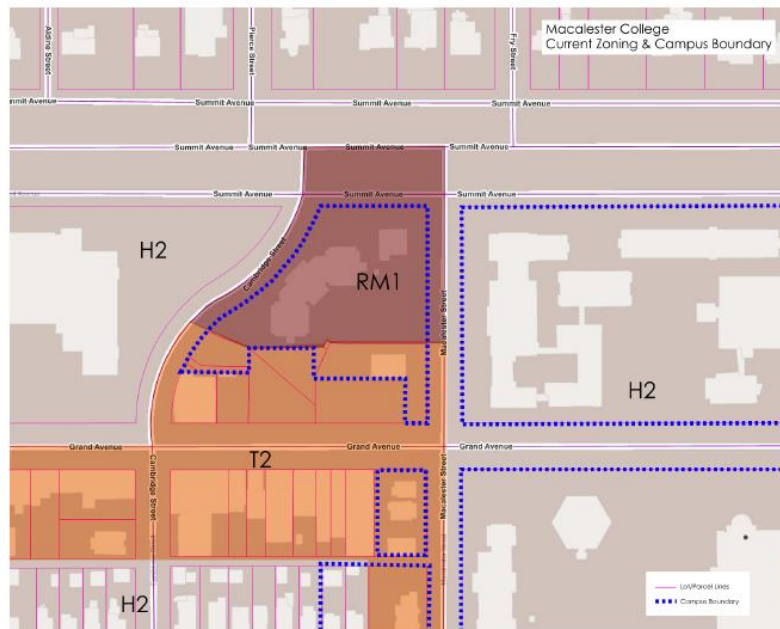 Macalester College
Current Zoning & Campus Boundary
Aldine Street
Pierce Street
Fry Street
Summit Avenue
Summit Avenue
Summit Avenue
Summit Avenue
Summit Avenue
Summit Avenue
Summit Avenue
Summit Avenue
Summit Avenue
Summit Avenue
Summit Avenue
H2
Cambridge Street
RM1
Macalester Street
H2
Grand Avenue
Grand Avenue
Grand Avenue
T2
Cambridge Street
Macalester Street
H2
Lot/Parcel Lines
Campus Boundary